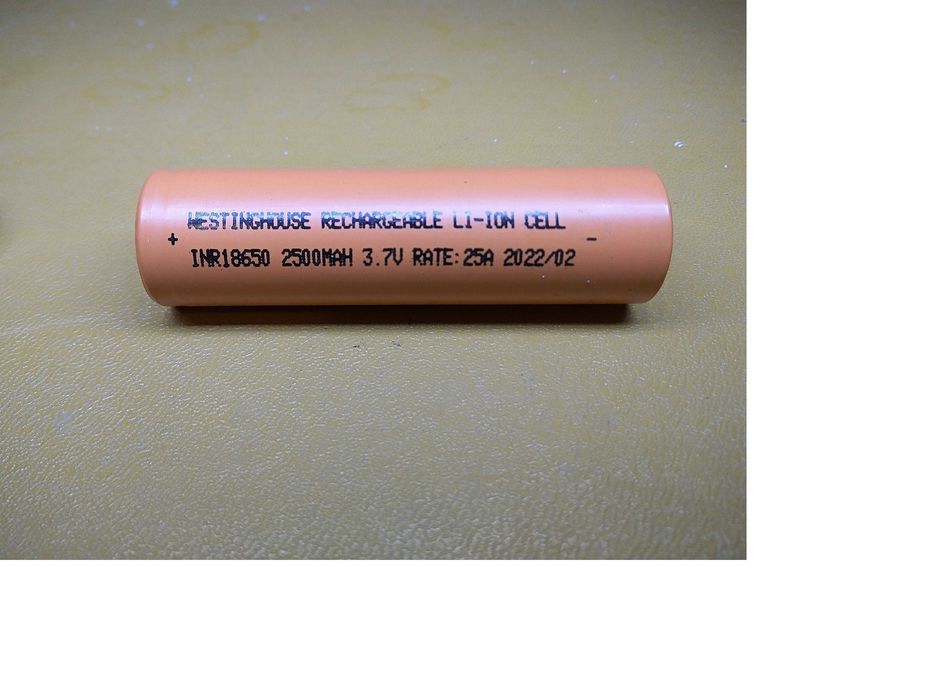 WESTINGHOUSE RECHARGEABLE LI-ION CELL
+ -
INR18650 2500MAH 3.7V RATE:25A 2022/02